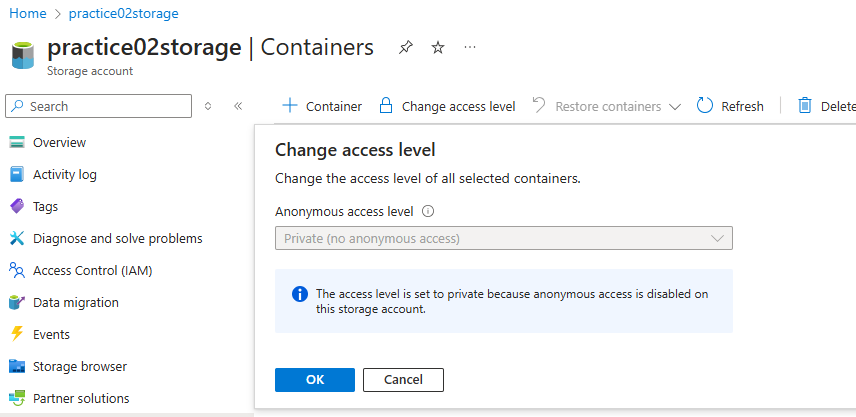 Home > practice02storage
practice02storage | Containers
Storage account
Search
Container
Change access level
Restore containers
Refresh
Delete
Overview
Activity log
Tags
Diagnose and solve problems
Access Control (IAM)
Data migration
Events
Storage browser
Partner solutions
Change access level
Change the access level of all selected containers.
Anonymous access level
Private (no anonymous access)
The access level is set to private because anonymous access is disabled on
this storage account.
OK
Cancel